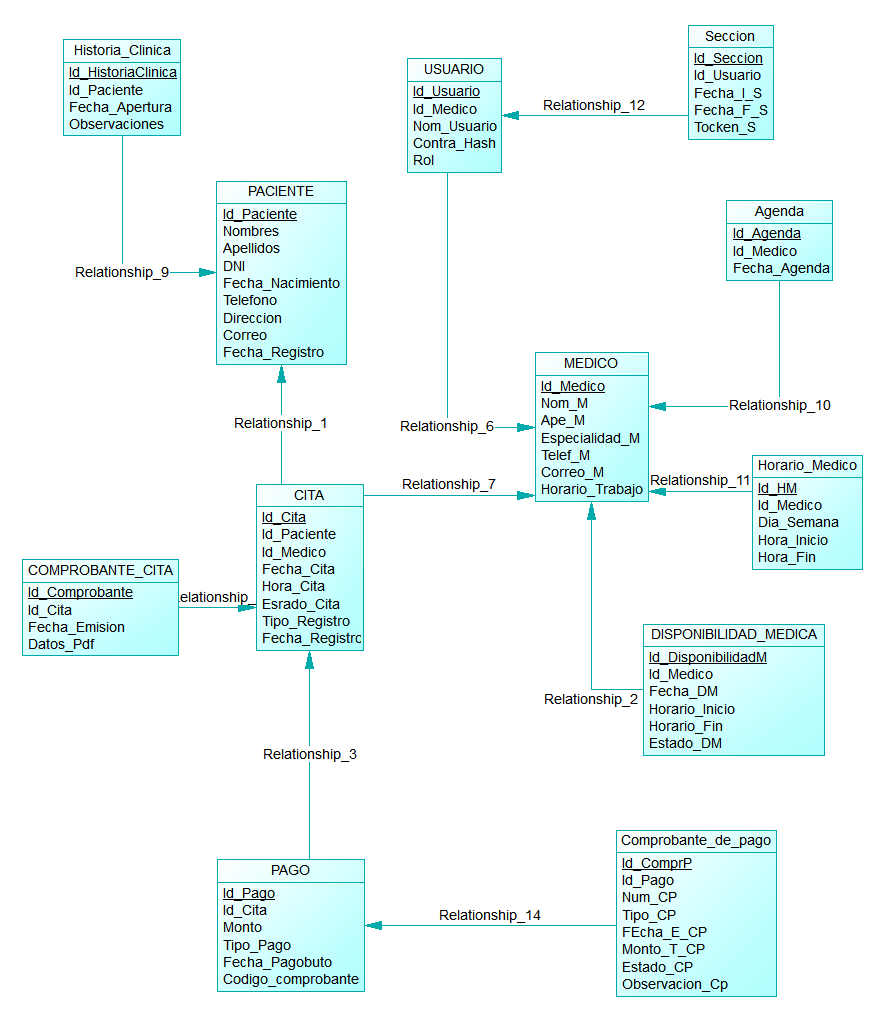 Historia_Clinica
Id_HistoriaClinica
Id_Paciente
Fecha_Apertura
Observaciones
USUARIO
Id_Usuario
Id_Medico
Nom_Usuario
Contra_Hash
Rol
Relationship_12
Seccion
Id_Seccion
Id_Usuario
Fecha_I_S
Fecha_F_S
Tocken_S
PACIENTE
Id_Paciente
Nombres
Apellidos
DNI
Fecha_Nacimiento
Telefono
Direccion
Correo
Fecha_Registro
Relationship_9
Agenda
Id_Agenda
Id_Medico
Fecha_Agenda
Relationship_1
Relationship_6
MEDICO
Id_Medico
Nom_M
Ape_M
Especialidad_M
Telef_M
Correo_M
Horario_Trabajo
Relationship_10
Relationship_7
Relationship_11
Horario_Medico
Id_HM
Id_Medico
Dia_Semana
Hora_Inicio
Hora_Fin
CITA
Id_Cita
Id_Paciente
Id_Medico
Fecha_Cita
Hora_Cita
Esrado_Cita
Tipo_Registro
Fecha_Registro
COMPROBANTE_CITA
Id_Comprobante
Id_Cita
Fecha_Emision
Datos_Pdf
elationship_
DISPONIBILIDAD_MEDICA
Id_DisponibilidadM
Id_Medico
Fecha_DM
Horario_Inicio
Horario_Fin
Estado_DM
Relationship_2
Relationship_3
PAGO
Id_Pago
Id_Cita
Monto
Tipo_Pago
Fecha_Pagobuto
Codigo_comprobante
Relationship_14
Comprobante_de_pago
Id_ComprP
Id_Pago
Num_CP
Tipo_CP
FEcha_E_CP
Monto_T_CP
Estado_CP
Observacion_Cp